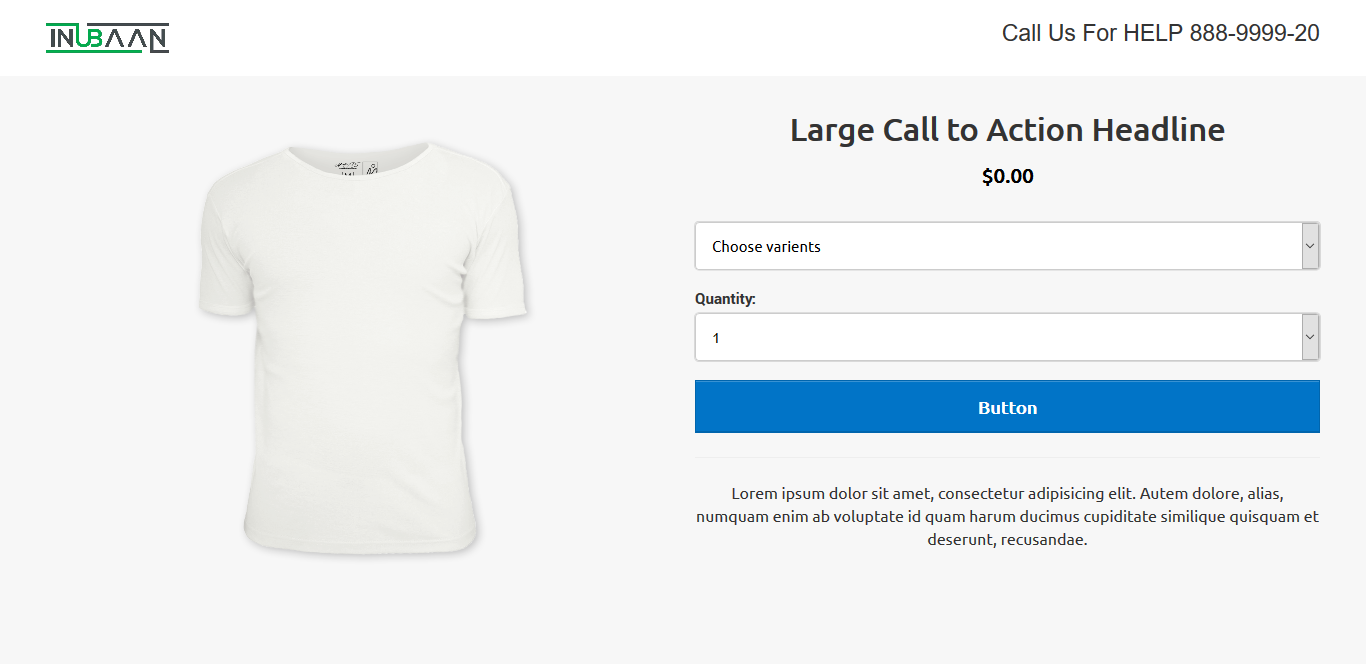 INUBAAN
Call Us For HELP 888-9999-20
Large Call to Action Headline
$0.00
Choose varients
Quantity:
1
Button
Lorem ipsum dolor sit amet, consectetur adipisicing elit. Autem dolore, alias,
numquam enim ab voluptate id quam harum ducimus cupiditate similique quisquam et
deserunt, recusandae.